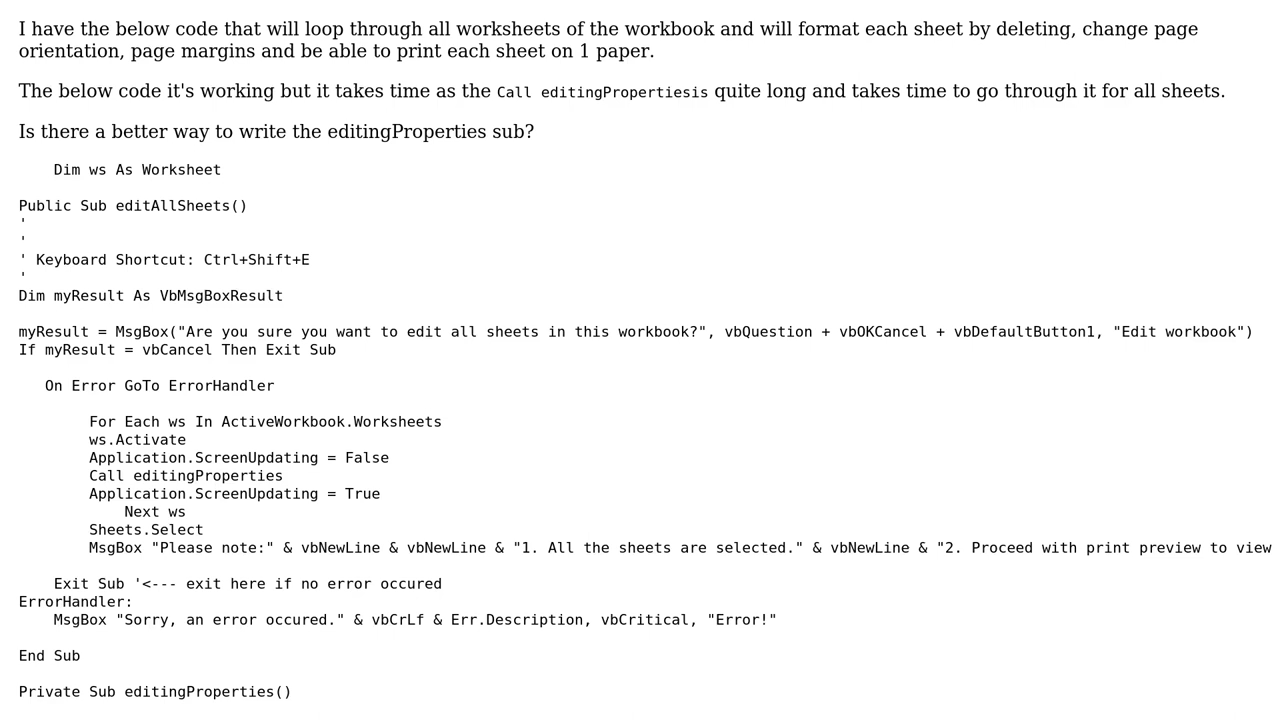 I have the below code that will loop through all worksheets of the workbook and will format each sheet by deleting, change page
orientation, page margins and be able to print each sheet on 1 paper.
The below code it's working but it takes time as the Call editingPropertiesis quite long and takes time to go through it for all sheets.
Is there a better way to write the editingProperties sub?
    Dim ws As Worksheet
Public Sub editAllSheets()
'
'
' Keyboard Shortcut: Ctrl+Shift+E
'
Dim myResult As VbMsgBoxResult
myResult = MsgBox("Are you sure you want to edit all sheets in this workbook?", vbQuestion + vbOKCancel + vbDefaultButton1, "Edit workbook")
If myResult = vbCancel Then Exit Sub
   On Error GoTo ErrorHandler
        For Each ws In ActiveWorkbook.Worksheets
        ws.Activate
        Application.ScreenUpdating = False
        Call editingProperties
        Application.ScreenUpdating = True
            Next ws
        Sheets.Select
        MsgBox "Please note:" & vbNewLine & vbNewLine & "1. All the sheets are selected." & vbNewLine & "2. Proceed with print preview to view
    Exit Sub '<--- exit here if no error occured
ErrorHandler:
    MsgBox "Sorry, an error occured." & vbCrLf & Err.Description, vbCritical, "Error!"
End Sub
Private Sub editingProperties()